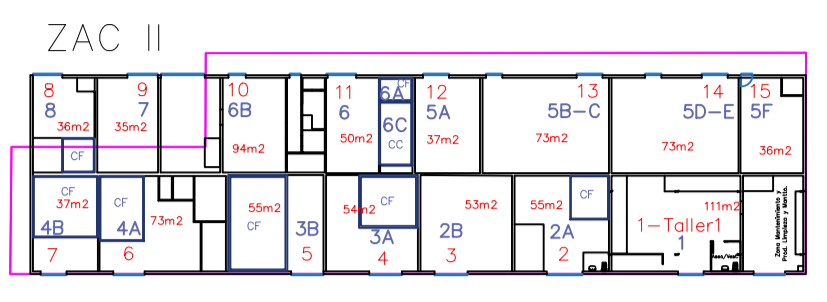 ZAC II
8
9
10
11
CF
12
13
14
15
8
7
6B
6
6A
5A
5B-C
5D-E
5F
36m2
35m2
94m2
50m2
6C
CC
37m2
73m2
73m2
36m2
CF
CF
37m2
CF
73m2
55m2
CF
54m2
CF
53m2
55m2
CF
111m2
4B
4A
3B
3A
2B
2A
1-Taller1
1
7
6
5
4
3
2
Aseo/Vest.
Zona Mantenimiento y
Prod. Limpieza y Mantto.